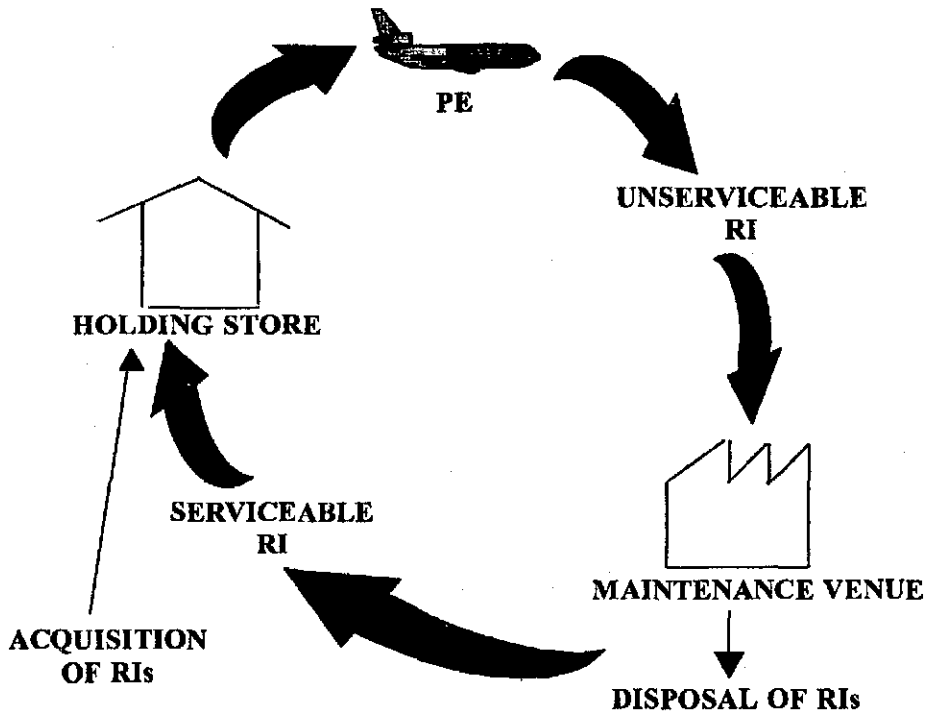 PE
UNSERVICEABLE
RI
HOLDING STORE
SERVICEABLE
RI
MAINTENANCE VENUE
ACQUISITION
OF RIs
DISPOSAL OF RIs